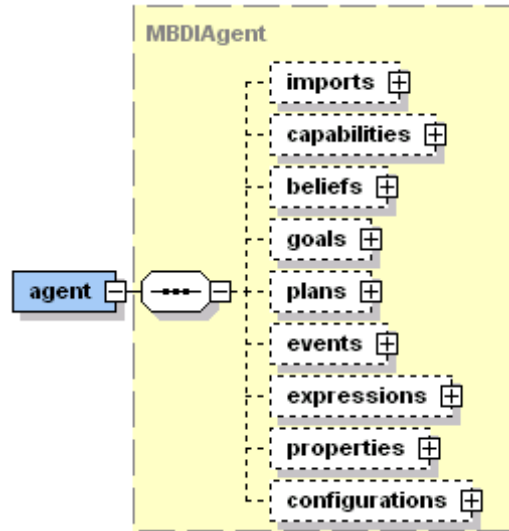 MBDIAgent
imports
capabilities
beliefs
goals
agent
plans
events
expressions
properties
configurations